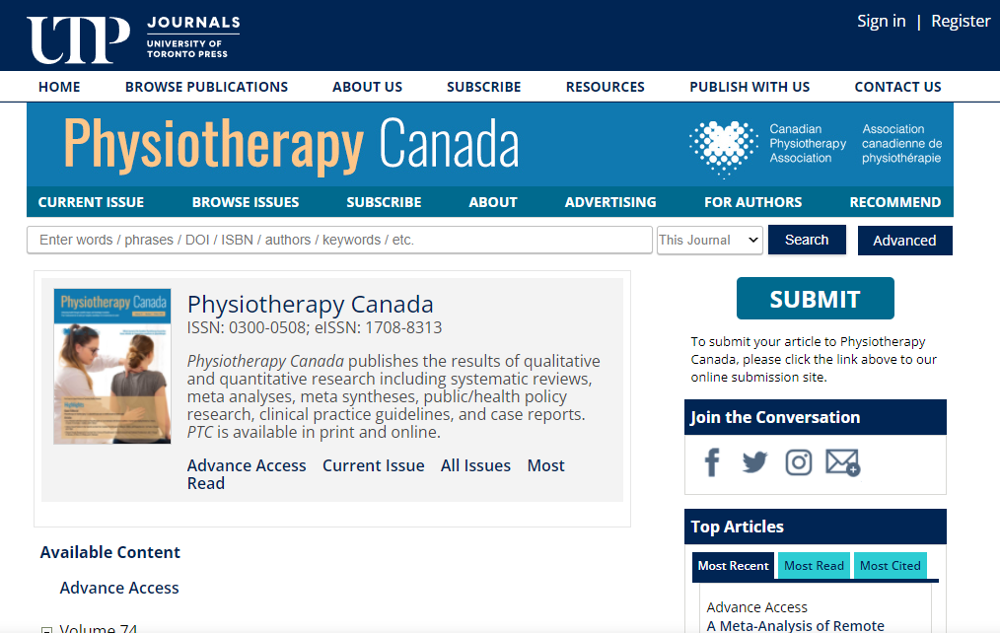 UTP JOURNALS
UNIVERSITY OF
TORONTO PRESS
Sign in | Register
HOME BROWSE PUBLICATIONS ABOUT US SUBSCRIBE RESOURCES PUBLISH WITH US CONTACT US
Physiotherapy Canada
Canadian
Physiotherapy
Association
Association
canadienne de
physiothérapie
CURRENT ISSUE BROWSE ISSUES SUBSCRIBE ABOUT ADVERTISING FOR AUTHORS RECOMMEND
Enter words / phrases / DOI / ISBN / authors / keywords / etc. This Journal Search Advanced
Physiotherapy Canada
Physiotherapy Canada
ISSN: 0300-0508; eISSN: 1708-8313
Physiotherapy Canada publishes the results of qualitative
and quantitative research including systematic reviews,
meta analyses, meta syntheses, public/health policy
research, clinical practice guidelines, and case reports.
PTC is available in print and online.
Advance Access Current Issue All Issues Most
Read
Available Content
Advance Access
Volume 74
SUBMIT
To submit your article to Physiotherapy
Canada, please click the link above to our
online submission site.
Join the Conversation
Top Articles
Most Recent Most Read Most Cited
Advance Access
A Meta-Analysis of Remote